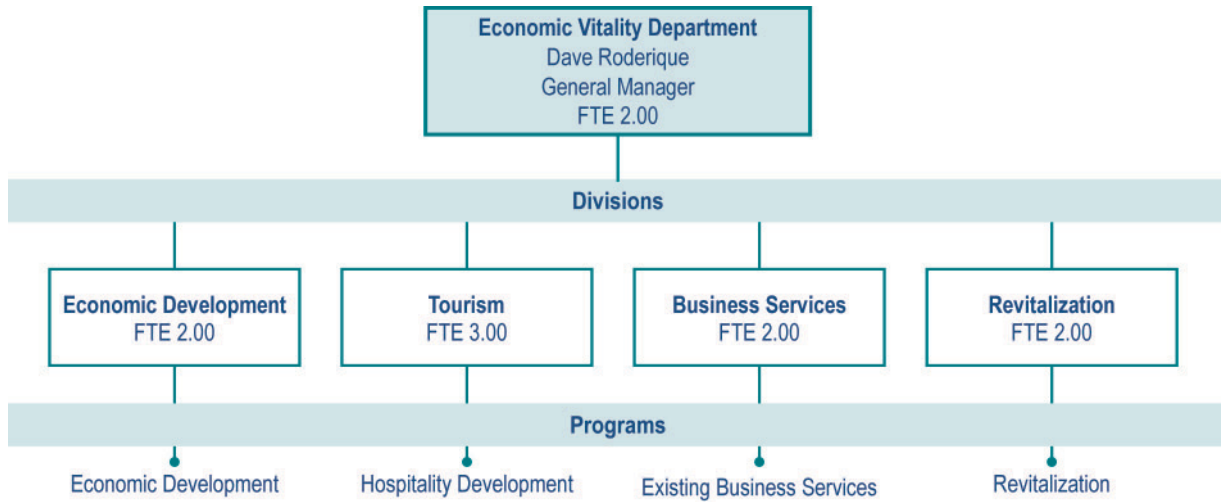 Economic Vitality Department
Dave Roderique
General Manager
FTE 2.00
Divisions
Economic Development
FTE 2.00
Tourism
FTE 3.00
Business Services
FTE 2.00
Revitalization
FTE 2.00
Programs
Economic Development
Hospitality Development
Existing Business Services
Revitalization